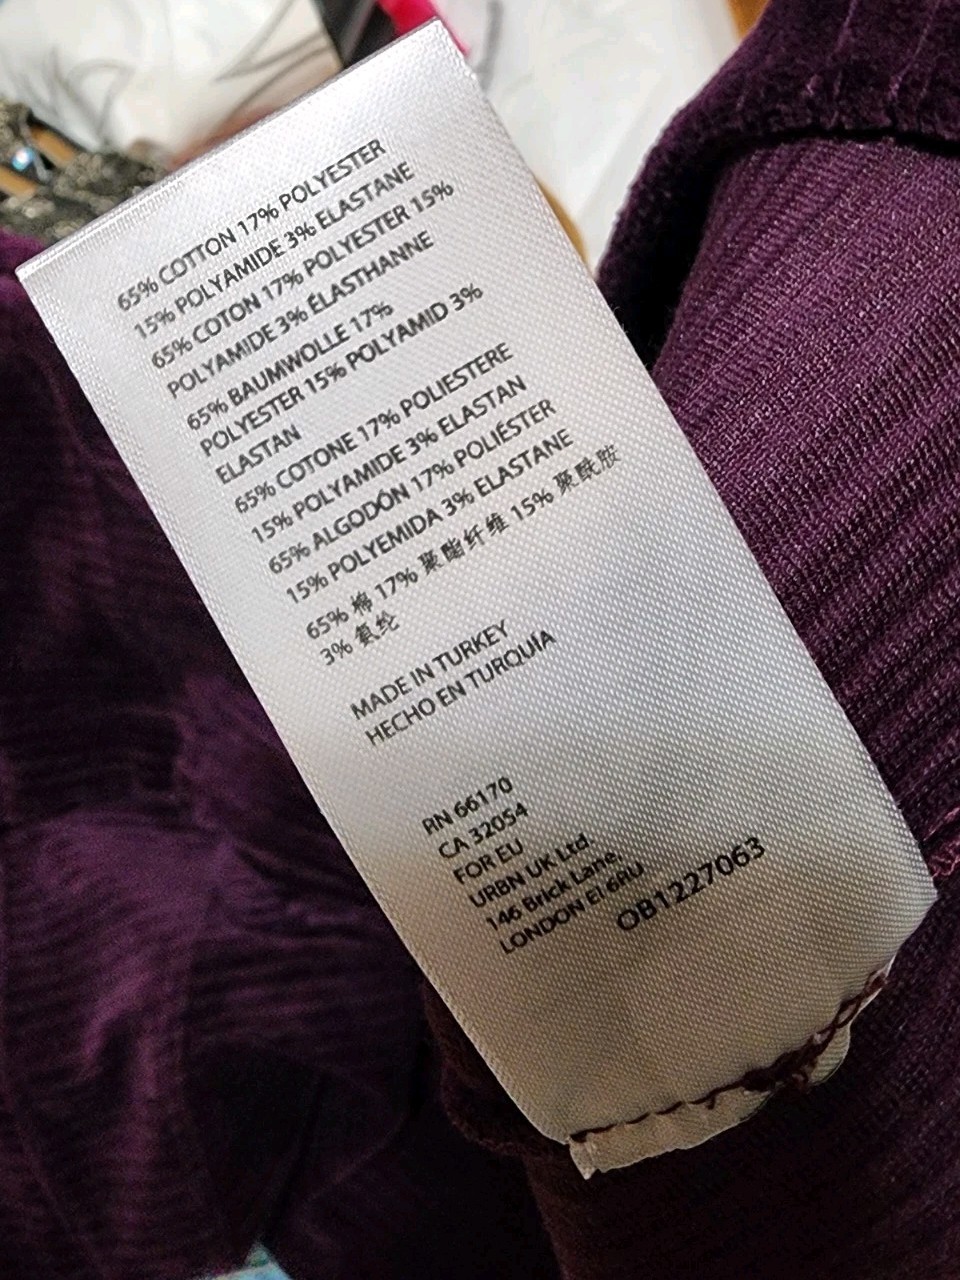 65% COTTON 17% POLYESTER
15% POLYAMIDE 3% ELASTANE
65% COTON 17% POLYESTER 15%
POLYAMIDE 3% ÉLASTHANNE
65% BAUMWOLLE 17%
POLYESTER 15% POLYAMID 3%
ELASTAN
65% COTONE 17% POLIESTERE
15% POLYAMIDE 3% ELASTAN
65% ALGODÓN 17% POLIÉSTER
15% POLYEMIDA 3% ELASTANE
65% 棉 17% 聚酯纤维 15% 聚酰胺
3% 氨纶
MADE IN TURKEY
HECHO EN TURQUÍA
RN 66170
CA 32054
FOR EU
URBN UK Ltd.
146 Brick Lane,
LONDON EI 6RU
OB1227063